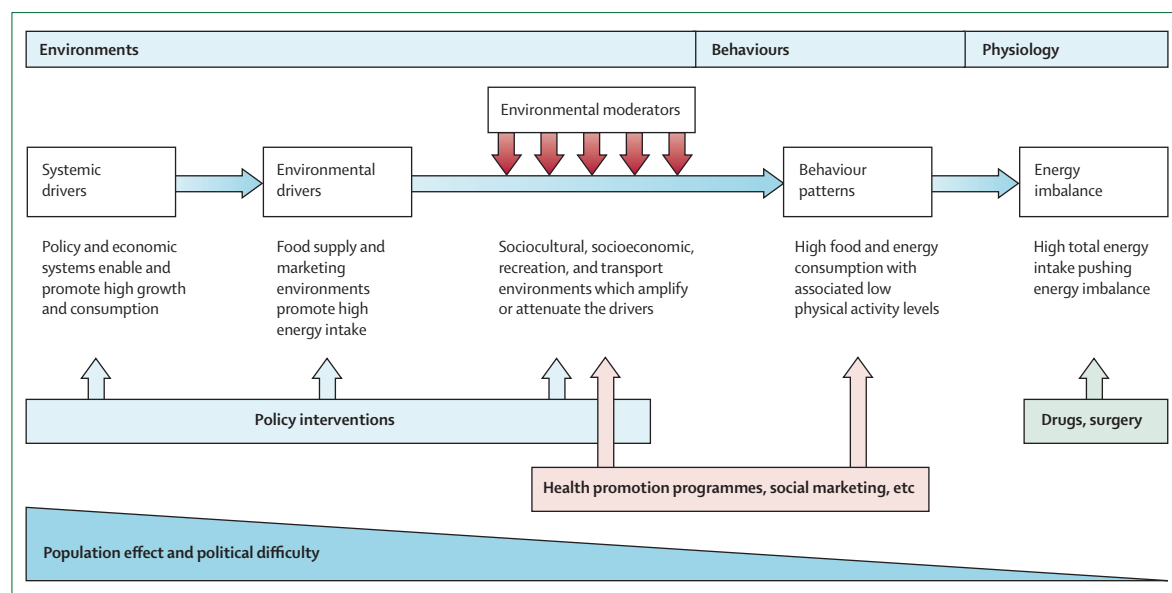 Environments
Behaviours
Physiology
Environmental moderators
Systemic
drivers
Environmental
drivers
Behaviour
patterns
Energy
imbalance
Policy and economic
systems enable and
promote high growth
and consumption
Food supply and
marketing
environments
promote high
energy intake
Sociocultural, socioeconomic,
recreation, and transport
environments which amplify
or attenuate the drivers
High food and energy
consumption with
associated low
physical activity levels
High total energy
intake pushing
energy imbalance
Policy interventions
Drugs, surgery
Health promotion programmes, social marketing, etc
Population effect and political difficulty